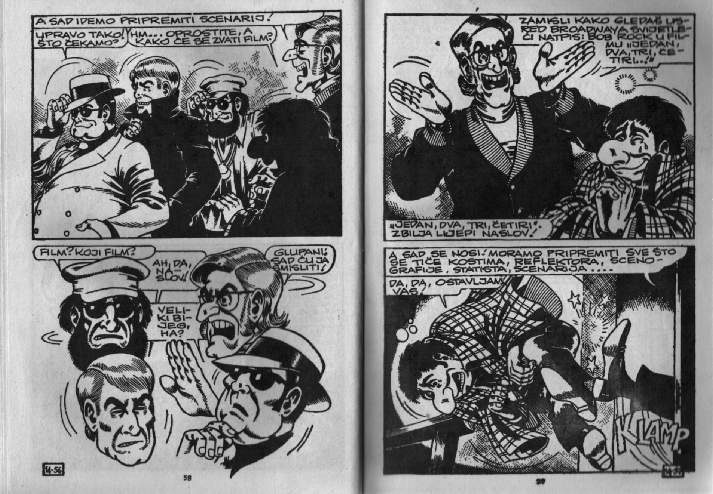 A SAD IDEMO PRIPREMITI SCENARIJ!
UPRAVO TAKO!
ŠTO ČEKAMO?
HM... OPROSTITE, A
KAKO ĆE SE ZVATI FILM?
FILM? KOJI FILM?
AH, DA,
NA-
SLOV.
GLUPANI!
SAD ĆU JA
SMISLITI!
VELI-
KI BI-
JEG,
HA?
4-56
58
ZAMISLI KAKO GLEDAŠ US-
RED BROADWAYA SVIJETLE-
ĆI NATPIS: BOB ROCK U FIL-
MU „JEDAN,
DVA, TRI, ČE-
TIRI...!"
„JEDAN, DVA, TRI, ČETIRI".
ZBILJA LIJEPI NASLOV.
A SAD SE NOSI! MORAMO PRIPREMITI SVE ŠTO
SE TIČE KOSTIMA, REFLEKTORA, SCENO-
GRAFIJE, STATISTA, SCENARIJA....
DA, DA, OSTAVLJAM
VAS!
KLAMP